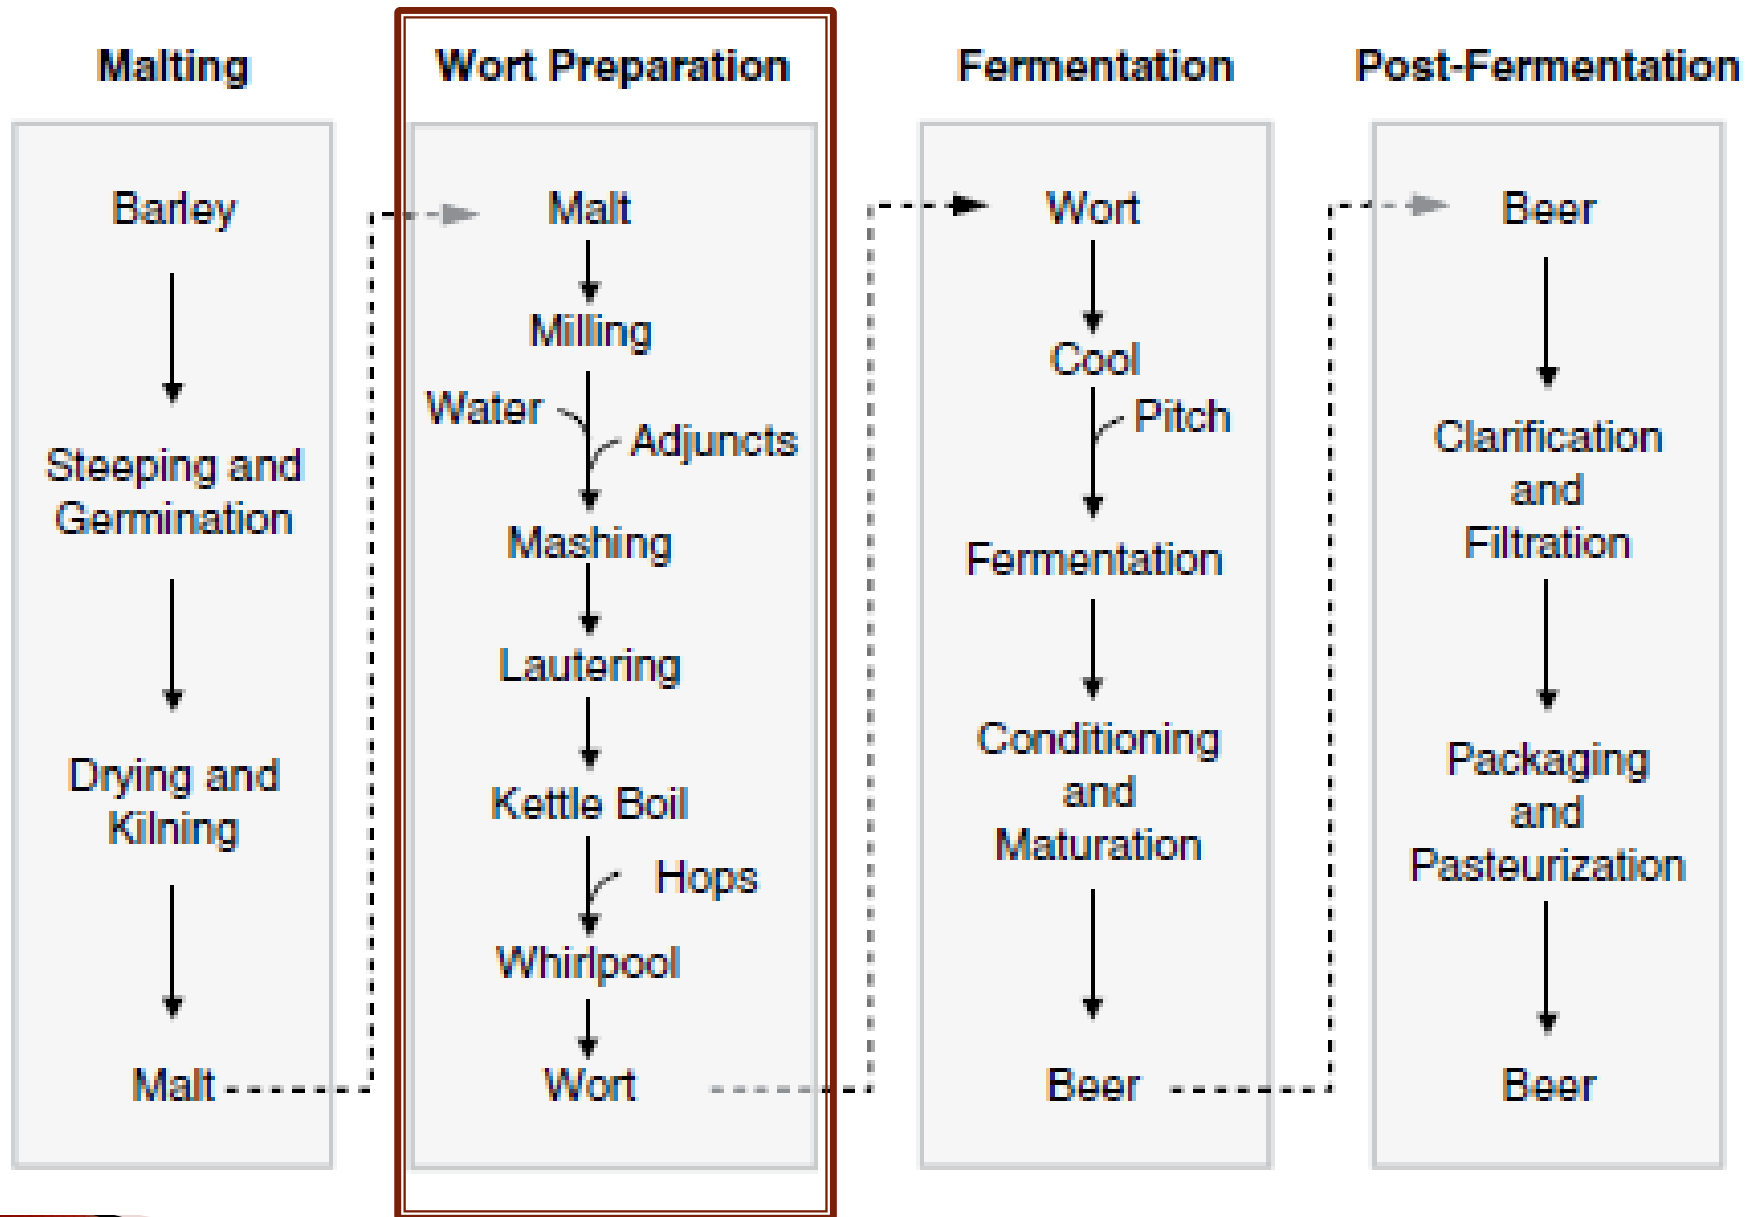 Malting
Barley
Steeping and
Germination
Drying and
Kilning
Malt
Wort Preparation
Malt
Milling
Water
Adjuncts
Mashing
Lautering
Kettle Boil
Hops
Whirlpool
Wort
Fermentation
Wort
Cool
Pitch
Fermentation
Conditioning
and
Maturation
Beer
Post-Fermentation
Beer
Clarification
and
Filtration
Packaging
and
Pasteurization
Beer